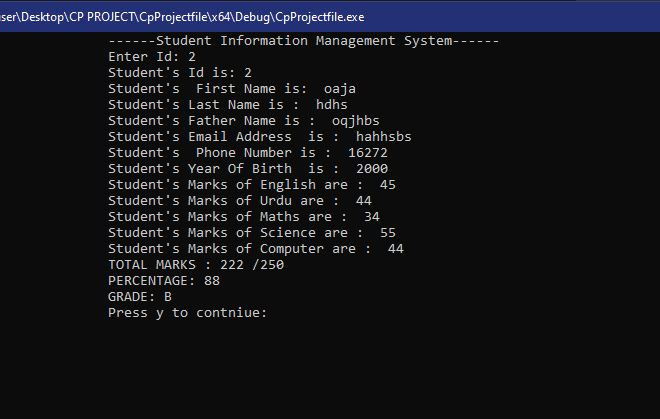 user\Desktop\CP PROJECT\CpProjectfile\x64\Debug\CpProjectfile.exe
------Student Information Management System------
Enter Id: 2
Student's Id is: 2
Student's  First Name is:  oaja
Student's Last Name is :  hdhs
Student's Father Name is :  oqjhbs
Student's Email Address  is :  hahhsbs
Student's  Phone Number is :  16272
Student's Year Of Birth  is :  2000
Student's Marks of English are :  45
Student's Marks of Urdu are :  44
Student's Marks of Maths are :  34
Student's Marks of Science are :  55
Student's Marks of Computer are :  44
TOTAL MARKS : 222 /250
PERCENTAGE: 88
GRADE: B
Press y to contniue: